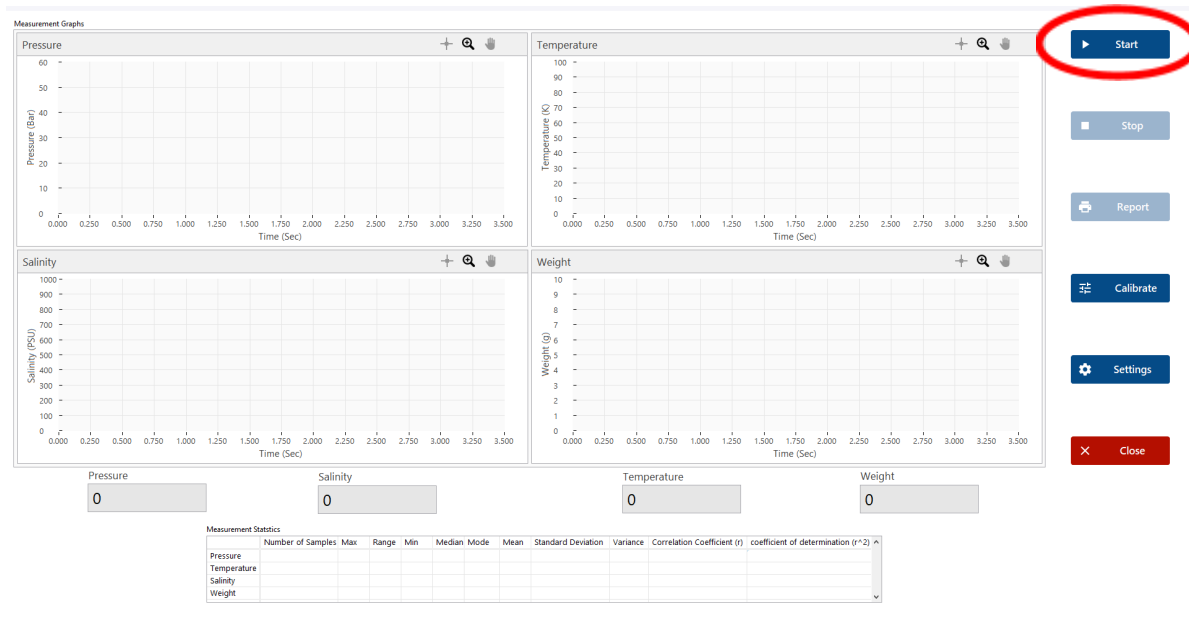 Measurement Graphs
Pressure
60
50
40
30
20
10
0
Pressure (Bar)
0.000 0.250 0.500 0.750 1.000 1.250 1.500 1.750 2.000 2.250 2.500 2.750 3.000 3.250 3.500
Time (Sec)
Temperature
100
90
80
70
60
50
40
30
20
10
0
Temperature (K)
0.000 0.250 0.500 0.750 1.000 1.250 1.500 1.750 2.000 2.250 2.500 2.750 3.000 3.250 3.500
Time (Sec)
Salinity
1000
900
800
700
600
500
400
300
200
100
0
Salinity (PSU)
0.000 0.250 0.500 0.750 1.000 1.250 1.500 1.750 2.000 2.250 2.500 2.750 3.000 3.250 3.500
Time (Sec)
Weight
10
9
8
7
6
5
4
3
2
1
0
Weight (g)
0.000 0.250 0.500 0.750 1.000 1.250 1.500 1.750 2.000 2.250 2.500 2.750 3.000 3.250 3.500
Time (Sec)
Start
Stop
Report
Calibrate
Settings
Close
Pressure
0
Salinity
0
Temperature
0
Weight
0
Measurement Statstics
Number of Samples Max Range Min Median Mode Mean Standard Deviation Variance Correlation Coefficient (r) coefficient of determination (r^2)
Pressure
Temperature
Salinity
Weight